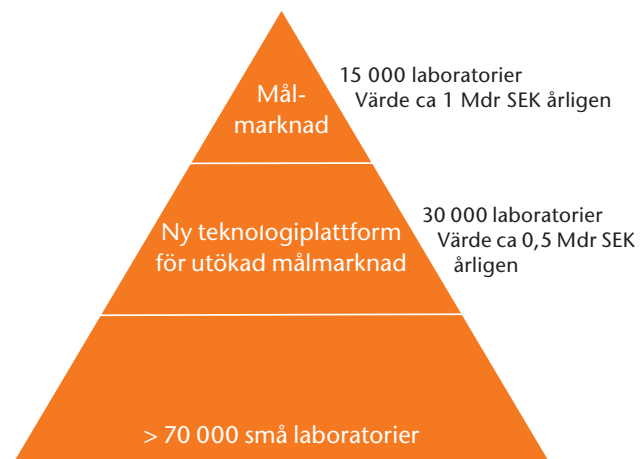 Mål-
marknad
15 000 laboratorier
Värde ca 1 Mdr SEK årligen
Ny teknologiplattform
för utökad målmarknad
30 000 laboratorier
Värde ca 0,5 Mdr SEK
årligen
> 70 000 små laboratorier